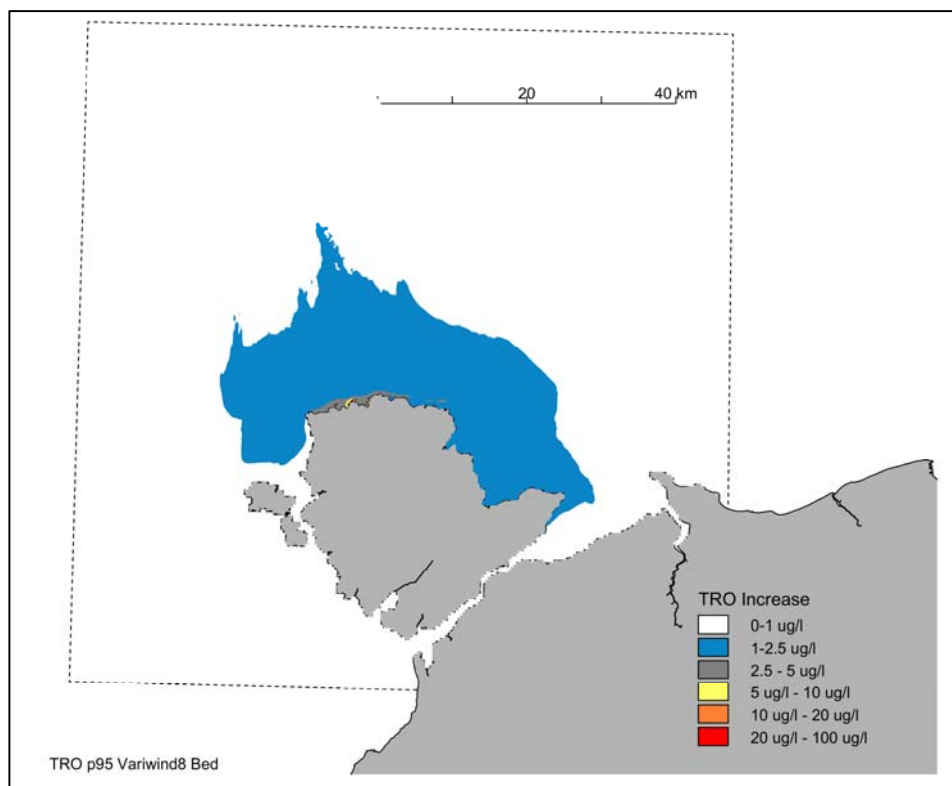 20
40 km
TRO Increase
0-1 ug/l
1-2.5 ug/l
2.5 - 5 ug/l
5 ug/l - 10 ug/l
10 ug/l - 20 ug/l
20 ug/l - 100 ug/l
TRO p95 Variwind8 Bed